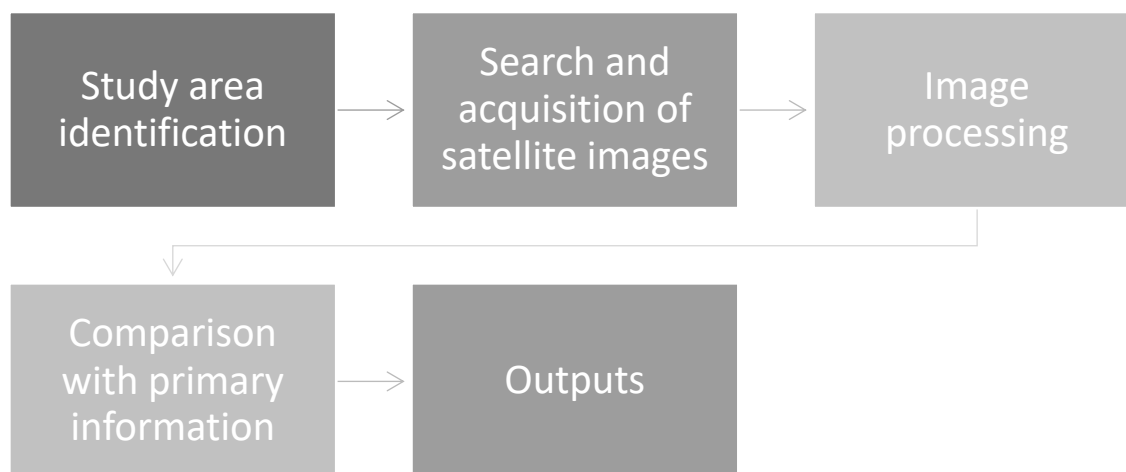 Study area
identification
Search and
acquisition of
satellite images
Image
processing
Comparison
with primary
information
Outputs